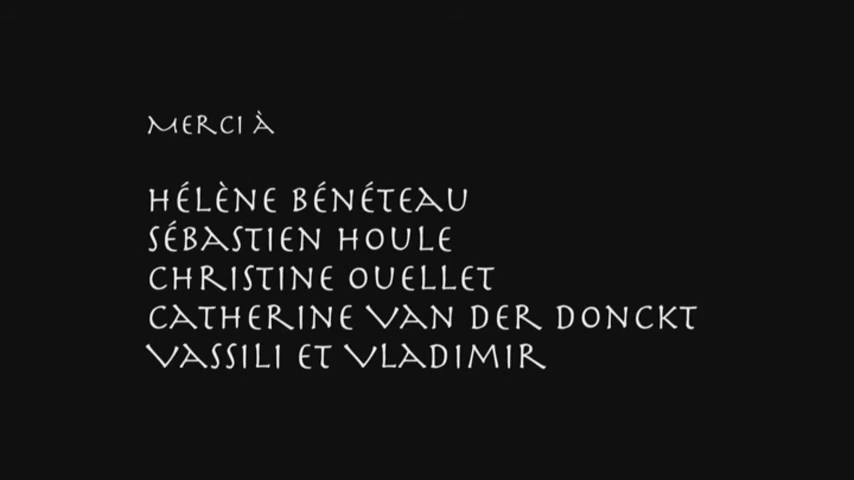 Merci à
Hélène Bénéteau
Sébastien Houle
Christine Ouellet
Catherine Van der Donckt
Vassili et Vladimir